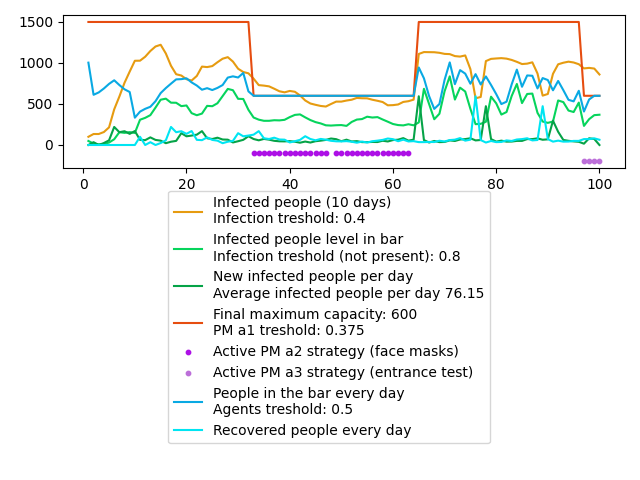 1500
1000
500
0
0
20
40
60
80
100
Infected people (10 days)
Infection treshold: 0.4
Infected people level in bar
Infection treshold (not present): 0.8
New infected people per day
Average infected people per day 76.15
Final maximum capacity: 600
PM a1 treshold: 0.375
Active PM a2 strategy (face masks)
Active PM a3 strategy (entrance test)
People in the bar every day
Agents treshold: 0.5
Recovered people every day